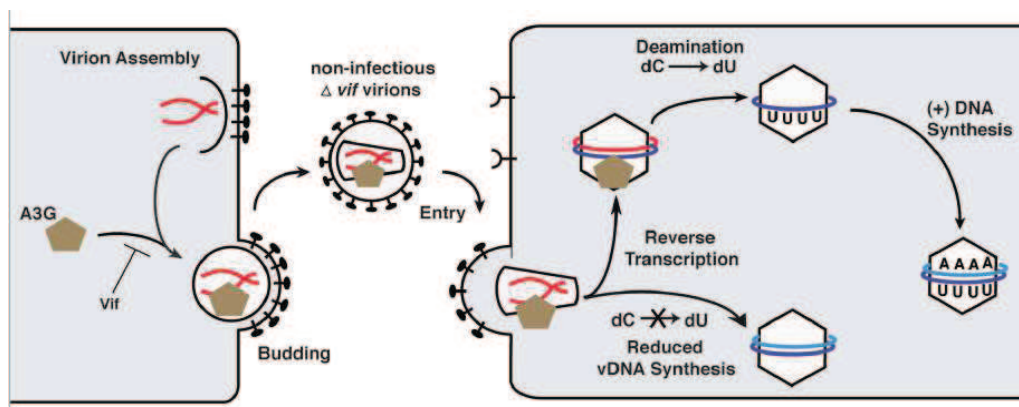 Virion Assembly
A3G
Vif
Budding
non-infectious
△ vif virions
Entry
Deamination
dC → dU
UUUU
(+) DNA
Synthesis
AAAA
UUUU
Reverse
Transcription
dC → dU
Reduced
vDNA Synthesis